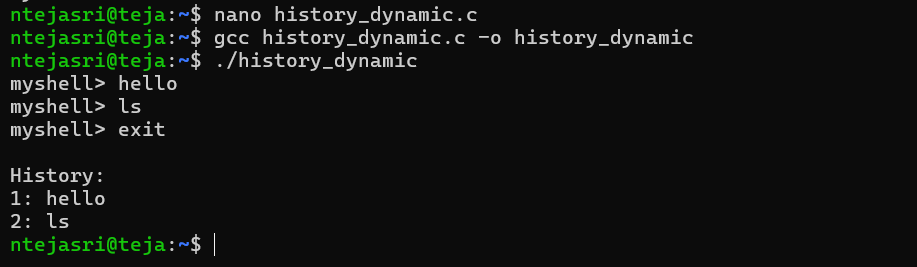 ntejasri@teja:~$ nano history_dynamic.c
ntejasri@teja:~$ gcc history_dynamic.c -o history_dynamic
ntejasri@teja:~$ ./history_dynamic
myshell> hello
myshell> ls
myshell> exit
History:
1: hello
2: ls
ntejasri@teja:~$